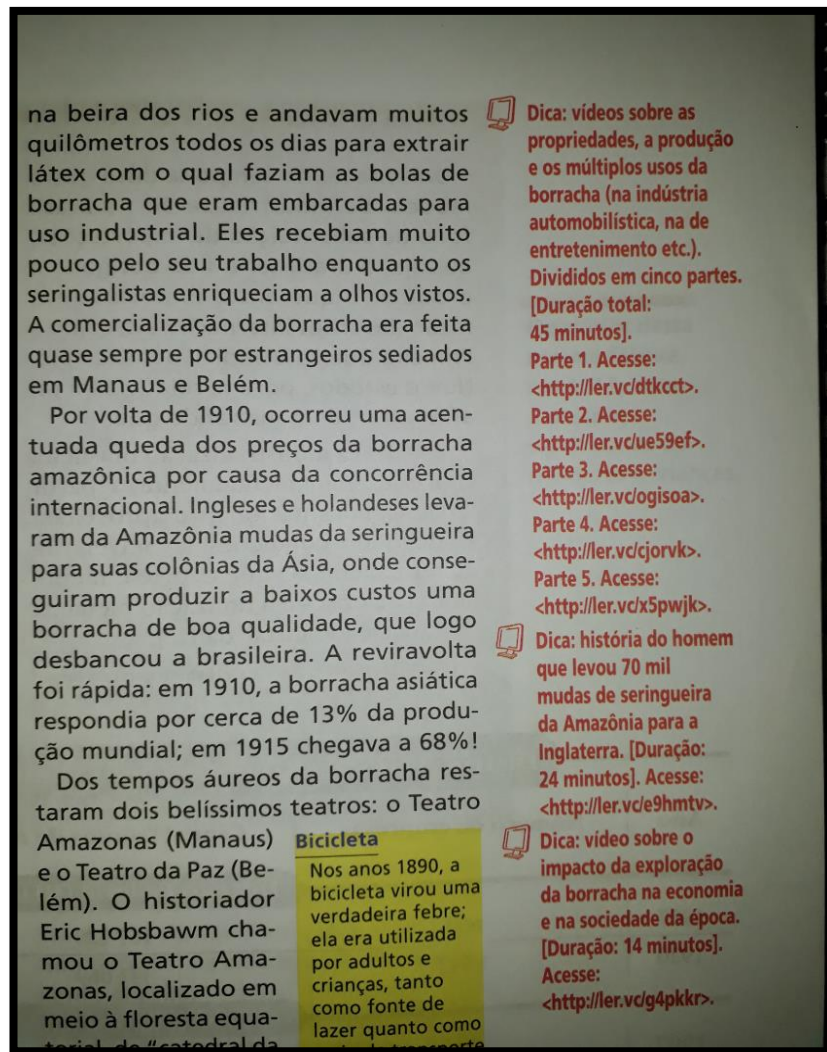 na beira dos rios e andavam muitos
quilômetros todos os dias para extrair
látex com o qual faziam as bolas de
borracha que eram embarcadas para
uso industrial. Eles recebiam muito
pouco pelo seu trabalho enquanto os
seringalistas enriqueciam a olhos vistos.
A comercialização da borracha era feita
quase sempre por estrangeiros sediados
em Manaus e Belém.
Por volta de 1910, ocorreu uma acen-
tuada queda dos preços da borracha
amazônica por causa da concorrência
internacional. Ingleses e holandeses leva-
ram da Amazônia mudas da seringueira
para suas colônias da Ásia, onde conse-
guiram produzir a baixos custos uma
borracha de boa qualidade, que logo
desbancou a brasileira. A reviravolta
foi rápida: em 1910, a borracha asiática
respondia por cerca de 13% da produ-
ção mundial; em 1915 chegava a 68%!
Dos tempos áureos da borracha res-
taram dois belíssimos teatros: o Teatro
Amazonas (Manaus)
e o Teatro da Paz (Be-
lém). O historiador
Eric Hobsbawm cha-
mou o Teatro Ama-
zonas, localizado em
meio à floresta equa-
torial, de "catedral da
Bicicleta
Nos anos 1890, a
bicicleta virou uma
verdadeira febre;
ela era utilizada
por adultos e
crianças, tanto
como fonte de
lazer quanto como
Dica: vídeos sobre as
propriedades, a produção
e os múltiplos usos da
borracha (na indústria
automobilística, na de
entretenimento etc.).
Divididos em cinco partes.
[Duração total:
45 minutos].
Parte 1. Acesse:
<http://ler.vc/dtkcct>.
Parte 2. Acesse:
<http://ler.vc/ue59ef>.
Parte 3. Acesse:
<http://ler.vc/ogisoa>.
Parte 4. Acesse:
<http://ler.vc/cjorvk>.
Parte 5. Acesse:
<http://ler.vc/x5pwjk>.
Dica: história do homem
que levou 70 mil
mudas de seringueira
da Amazônia para a
Inglaterra. [Duração:
24 minutos]. Acesse:
<http://ler.vc/e9hmtv>.
Dica: vídeo sobre o
impacto da exploração
da borracha na economia
e na sociedade da época.
[Duração: 14 minutos].
Acesse:
<http://ler.vc/g4pkkr>.